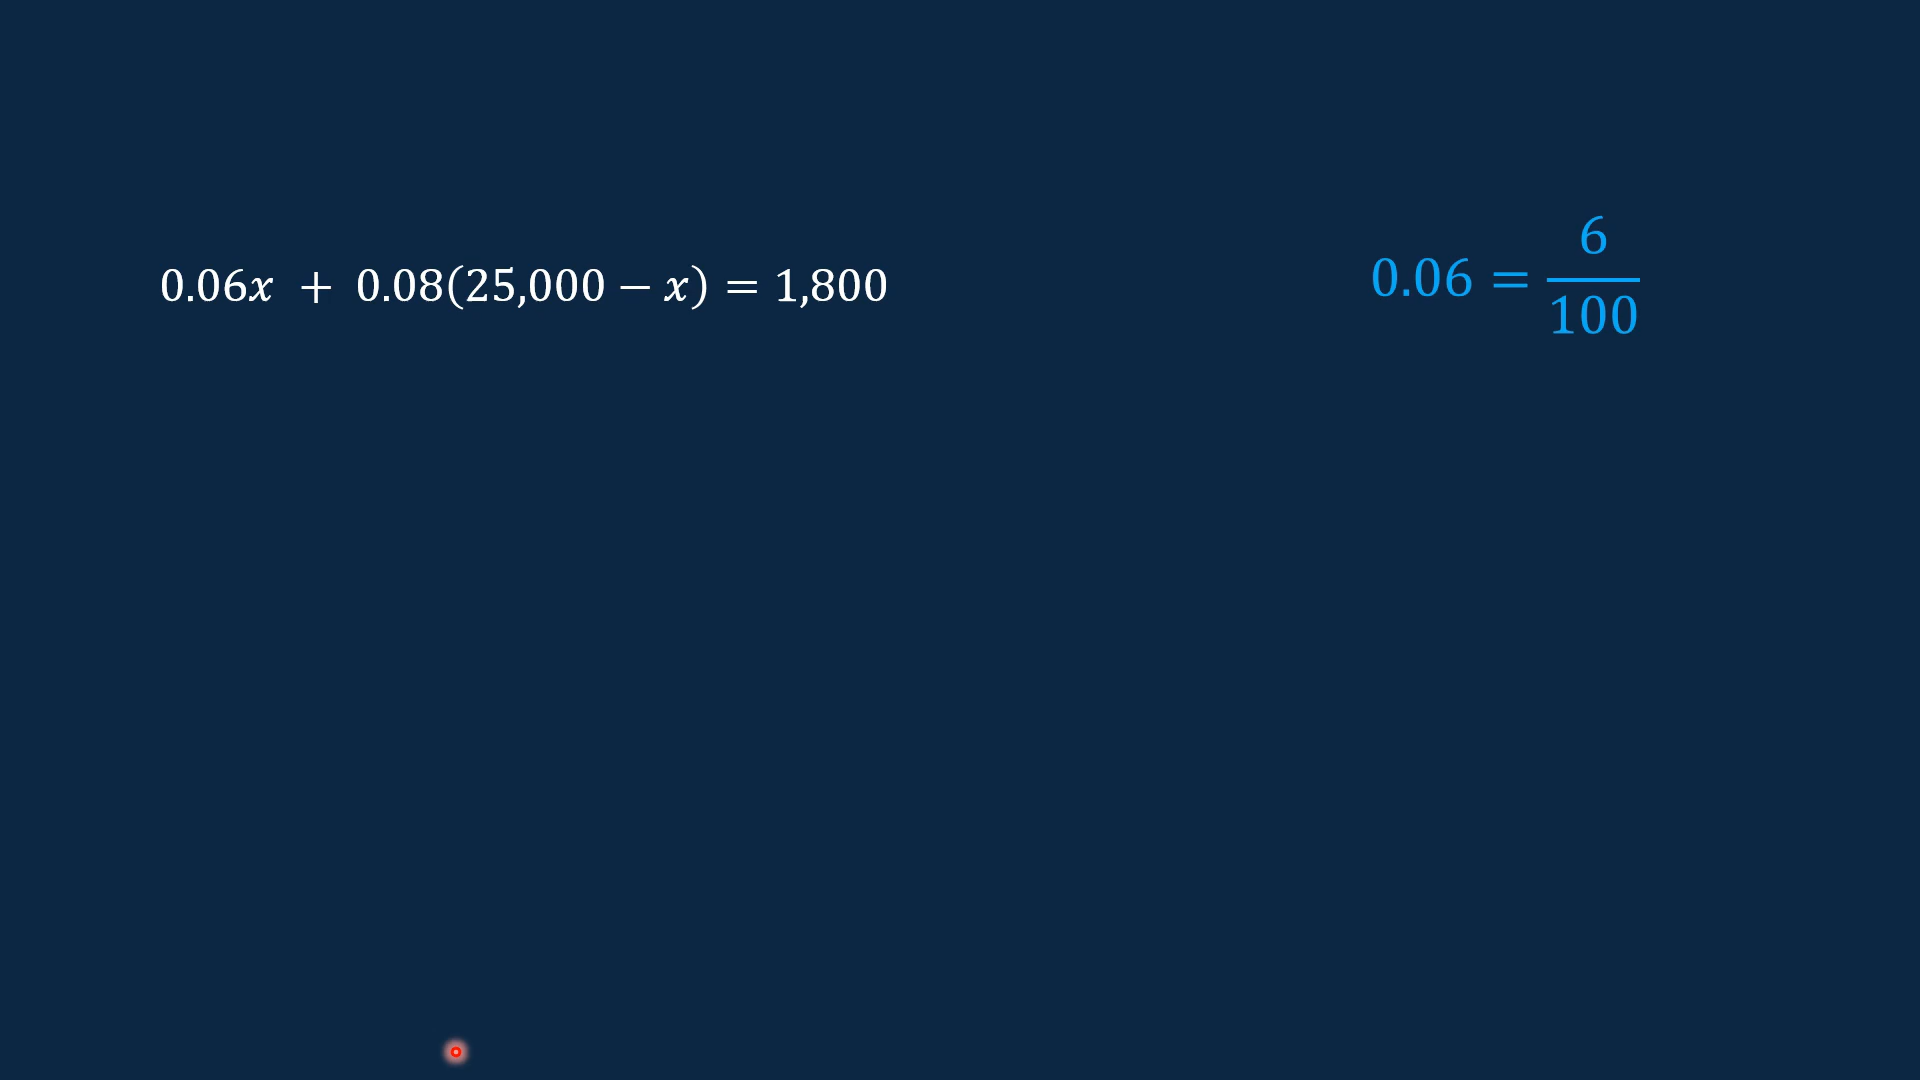 0.06x + 0.08(25,000 − x) = 1,800
0.06 = 6/100